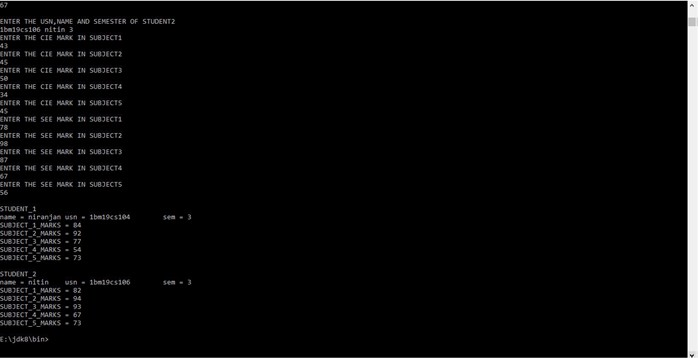 67
ENTER THE USN,NAME AND SEMESTER OF STUDENT2
1bm19cs106 nitin 3
ENTER THE CIE MARK IN SUBJECT1
43
ENTER THE CIE MARK IN SUBJECT2
45
ENTER THE CIE MARK IN SUBJECT3
50
ENTER THE CIE MARK IN SUBJECT4
34
ENTER THE CIE MARK IN SUBJECT5
45
ENTER THE SEE MARK IN SUBJECT1
78
ENTER THE SEE MARK IN SUBJECT2
98
ENTER THE SEE MARK IN SUBJECT3
87
ENTER THE SEE MARK IN SUBJECT4
67
ENTER THE SEE MARK IN SUBJECT5
56
STUDENT_1
name = niranjan usn = 1bm19cs104 sem = 3
SUBJECT_1_MARKS = 84
SUBJECT_2_MARKS = 92
SUBJECT_3_MARKS = 77
SUBJECT_4_MARKS = 54
SUBJECT_5_MARKS = 73
STUDENT_2
name = nitin usn = 1bm19cs106 sem = 3
SUBJECT_1_MARKS = 82
SUBJECT_2_MARKS = 94
SUBJECT_3_MARKS = 93
SUBJECT_4_MARKS = 67
SUBJECT_5_MARKS = 73
E:\jdk8\bin>